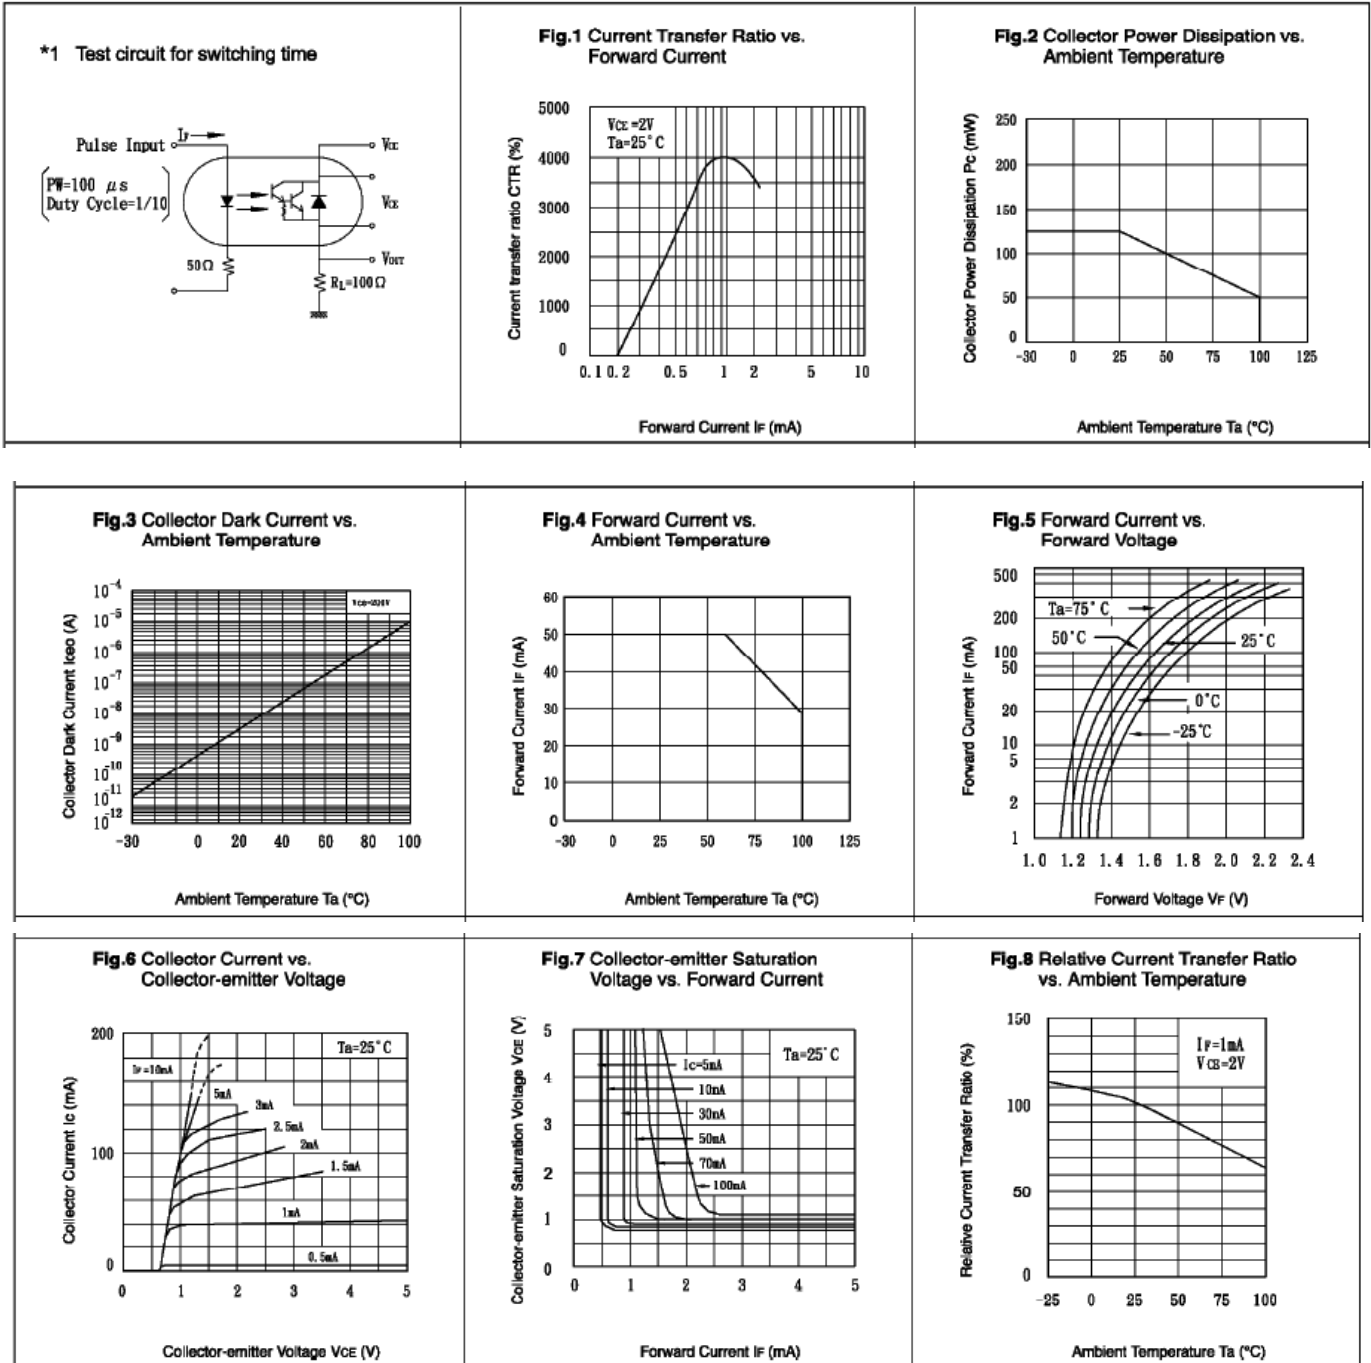 *1 Test circuit for switching time
Pulse Input
IF
VCC
PW=100 μs
Duty Cycle=1/10
VCE
50Ω
VOUT
RL=100Ω
Fig.1 Current Transfer Ratio vs.
Forward Current
Current transfer ratio CTR (%)
5000
4000
3000
2000
1000
0
VCE =2V
Ta=25°C
0.1 0.2 0.5 1 2 5 10
Forward Current IF (mA)
Fig.2 Collector Power Dissipation vs.
Ambient Temperature
Collector Power Dissipation Pc (mW)
250
200
150
100
50
0
-30 0 25 50 75 100 125
Ambient Temperature Ta (°C)
Fig.3 Collector Dark Current vs.
Ambient Temperature
Collector Dark Current ICEO (A)
10-4
10-5
10-6
10-7
10-8
10-9
10-10
10-11
10-12
-30 0 20 40 60 80 100
Ambient Temperature Ta (°C)
Fig.4 Forward Current vs.
Ambient Temperature
Forward Current IF (mA)
60
50
40
30
20
10
0
-30 0 25 50 75 100 125
Ambient Temperature Ta (°C)
Fig.5 Forward Current vs.
Forward Voltage
Forward Current IF (mA)
500
200
100
50
20
10
5
2
1
Ta=75°C
50°C
25°C
0°C
-25°C
1.0 1.2 1.4 1.6 1.8 2.0 2.2 2.4
Forward Voltage VF (V)
Fig.6 Collector Current vs.
Collector-emitter Voltage
Collector Current Ic (mA)
200
100
0
Ta=25°C
IF=10mA
5mA
3mA
2.5mA
2mA
1.5mA
1mA
0.5mA
0 1 2 3 4 5
Collector-emitter Voltage VCE (V)
Fig.7 Collector-emitter Saturation
Voltage vs. Forward Current
Collector-emitter Saturation Voltage VCE (V)
5
4
3
2
1
0
Ta=25°C
Ic=5mA
10mA
30mA
50mA
70mA
100mA
0 1 2 3 4 5
Forward Current IF (mA)
Fig.8 Relative Current Transfer Ratio
vs. Ambient Temperature
Relative Current Transfer Ratio (%)
150
100
50
0
IF=1mA
VCE=2V
-25 0 25 50 75 100
Ambient Temperature Ta (°C)